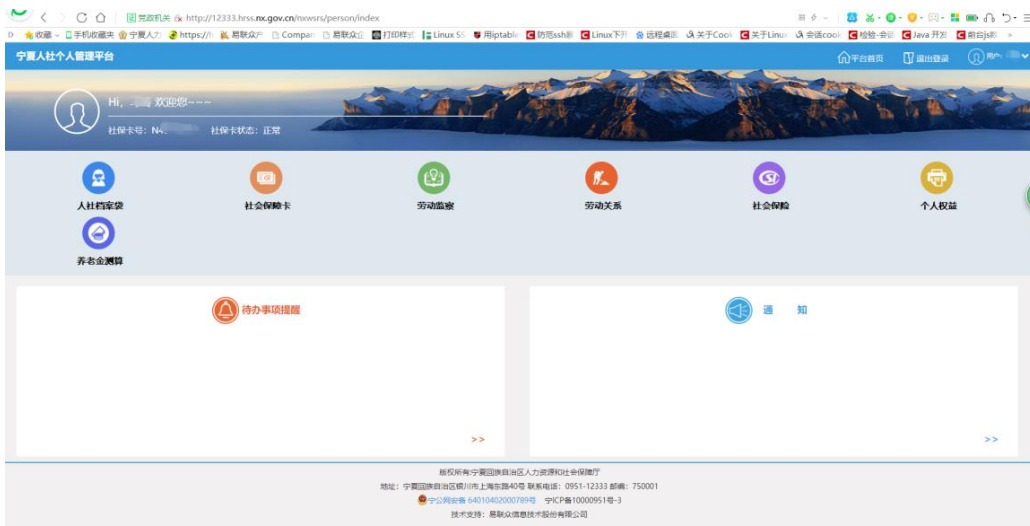 党政机关 http://12333.hrss.nx.gov.cn/nxwsrs/person/index
收藏 手机收藏夹 宁夏人力 https://h 易联众产 Compan 易联众企 打印样式 Linux SS 用iptable 防范ssh暴 Linux下开 远程桌面 关于Cook 关于Linux 会话cook 检验-会话 Java 开发 前台js断
宁夏人社个人管理平台 平台首页 退出登录 用户:
Hi, 欢迎您~~~
社保卡号: N4 社保卡状态: 正常
人社档案袋 社会保障卡 劳动监察 劳动关系 社会保险 个人权益
养老金测算
待办事项提醒 通 知
>> >>
版权所有:宁夏回族自治区人力资源和社会保障厅
地址: 宁夏回族自治区银川市上海东路40号 联系电话: 0951-12333 邮编: 750001
宁公网安备 64010402000789号 宁ICP备10000951号-3
技术支持: 易联众信息技术股份有限公司